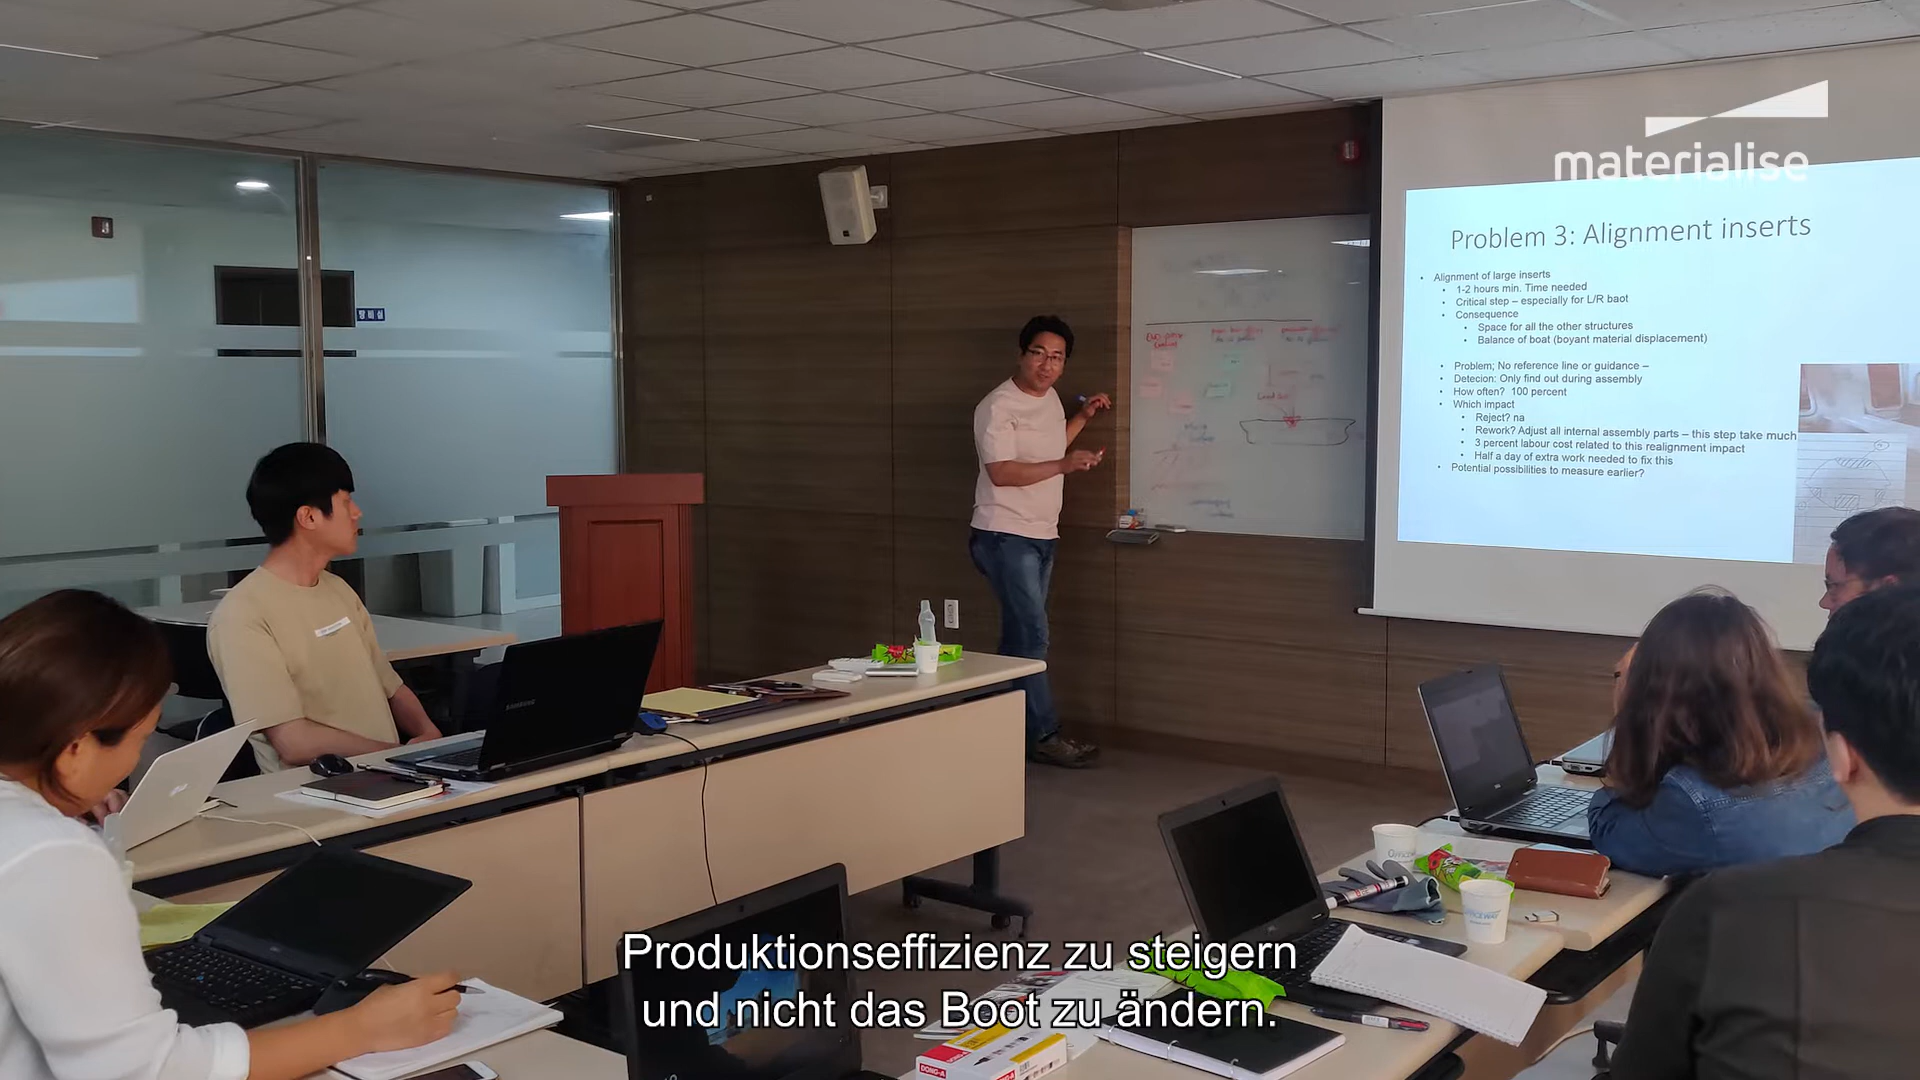 materialise
Problem 3: Alignment inserts
• Alignment of large inserts
• 1-2 hours min. Time needed
• Critical step – especially for L/R baot
• Consequence
• Space for all the other structures
• Balance of boat (boyant material displacement)
• Problem; No reference line or guidance –
• Detecion: Only find out during assembly
• How often? 100 percent
• Which impact
• Reject? na
• Rework? Adjust all internal assembly parts – this step take much
• 3 percent labour cost related to this realignment impact
• Half a day of extra work needed to fix this
• Potential possibilities to measure earlier?
SAMSUNG
DONG-A
Produktionseffizienz zu steigern
und nicht das Boot zu ändern.